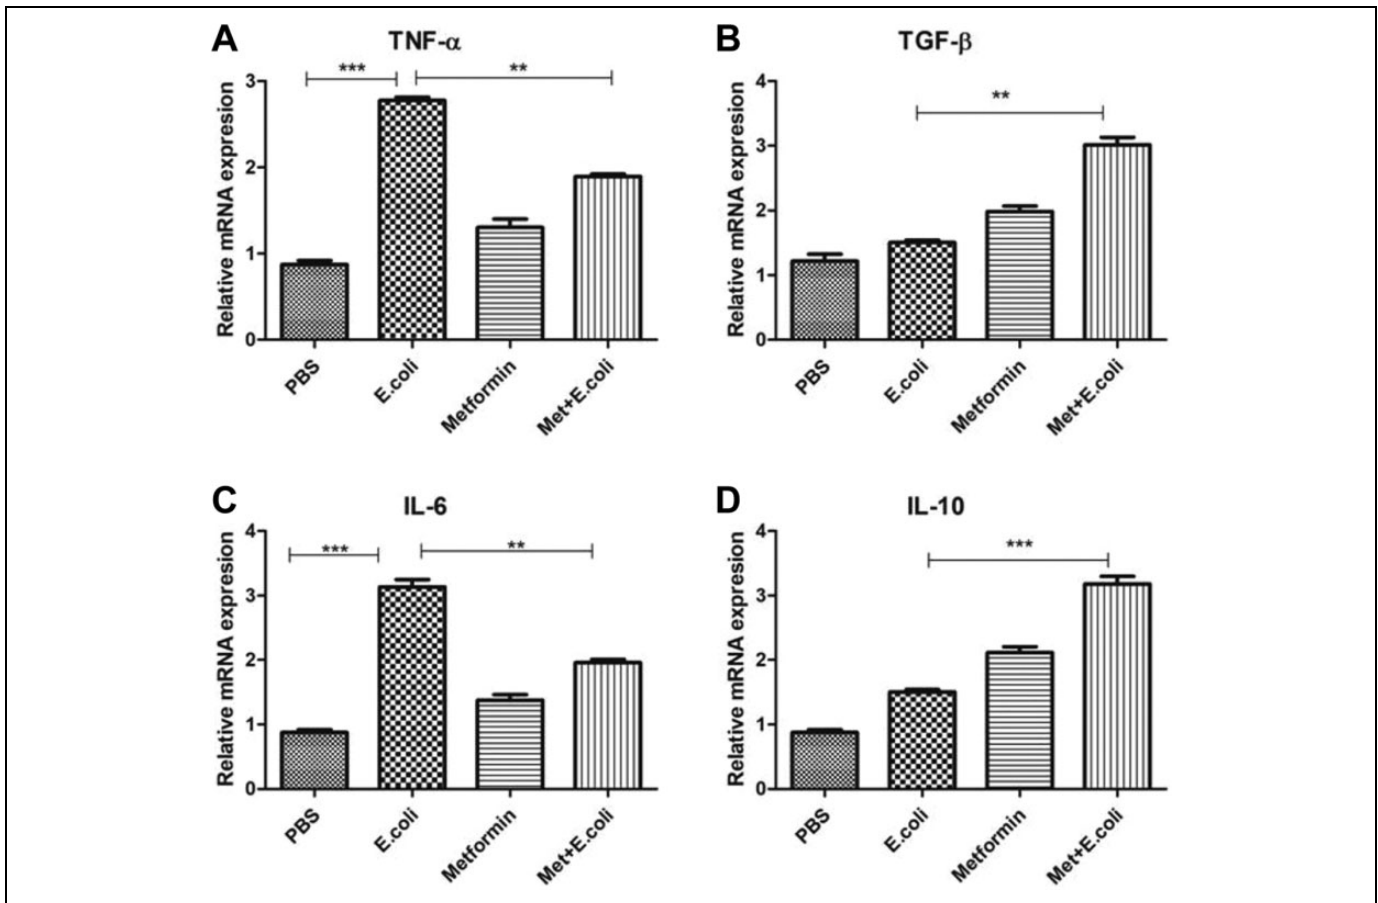 A
TNF-α
***
**
Relative mRNA expresion
3
2
1
0
PBS
E.coli
Metformin
Met+E.coli
B
TGF-β
**
Relative mRNA expresion
4
3
2
1
0
PBS
E.coli
Metformin
Met+E.coli
C
IL-6
***
**
Relative mRNA expresion
4
3
2
1
0
PBS
E.coli
Metformin
Met+E.coli
D
IL-10
***
Relative mRNA expresion
4
3
2
1
0
PBS
E.coli
Metformin
Met+E.coli